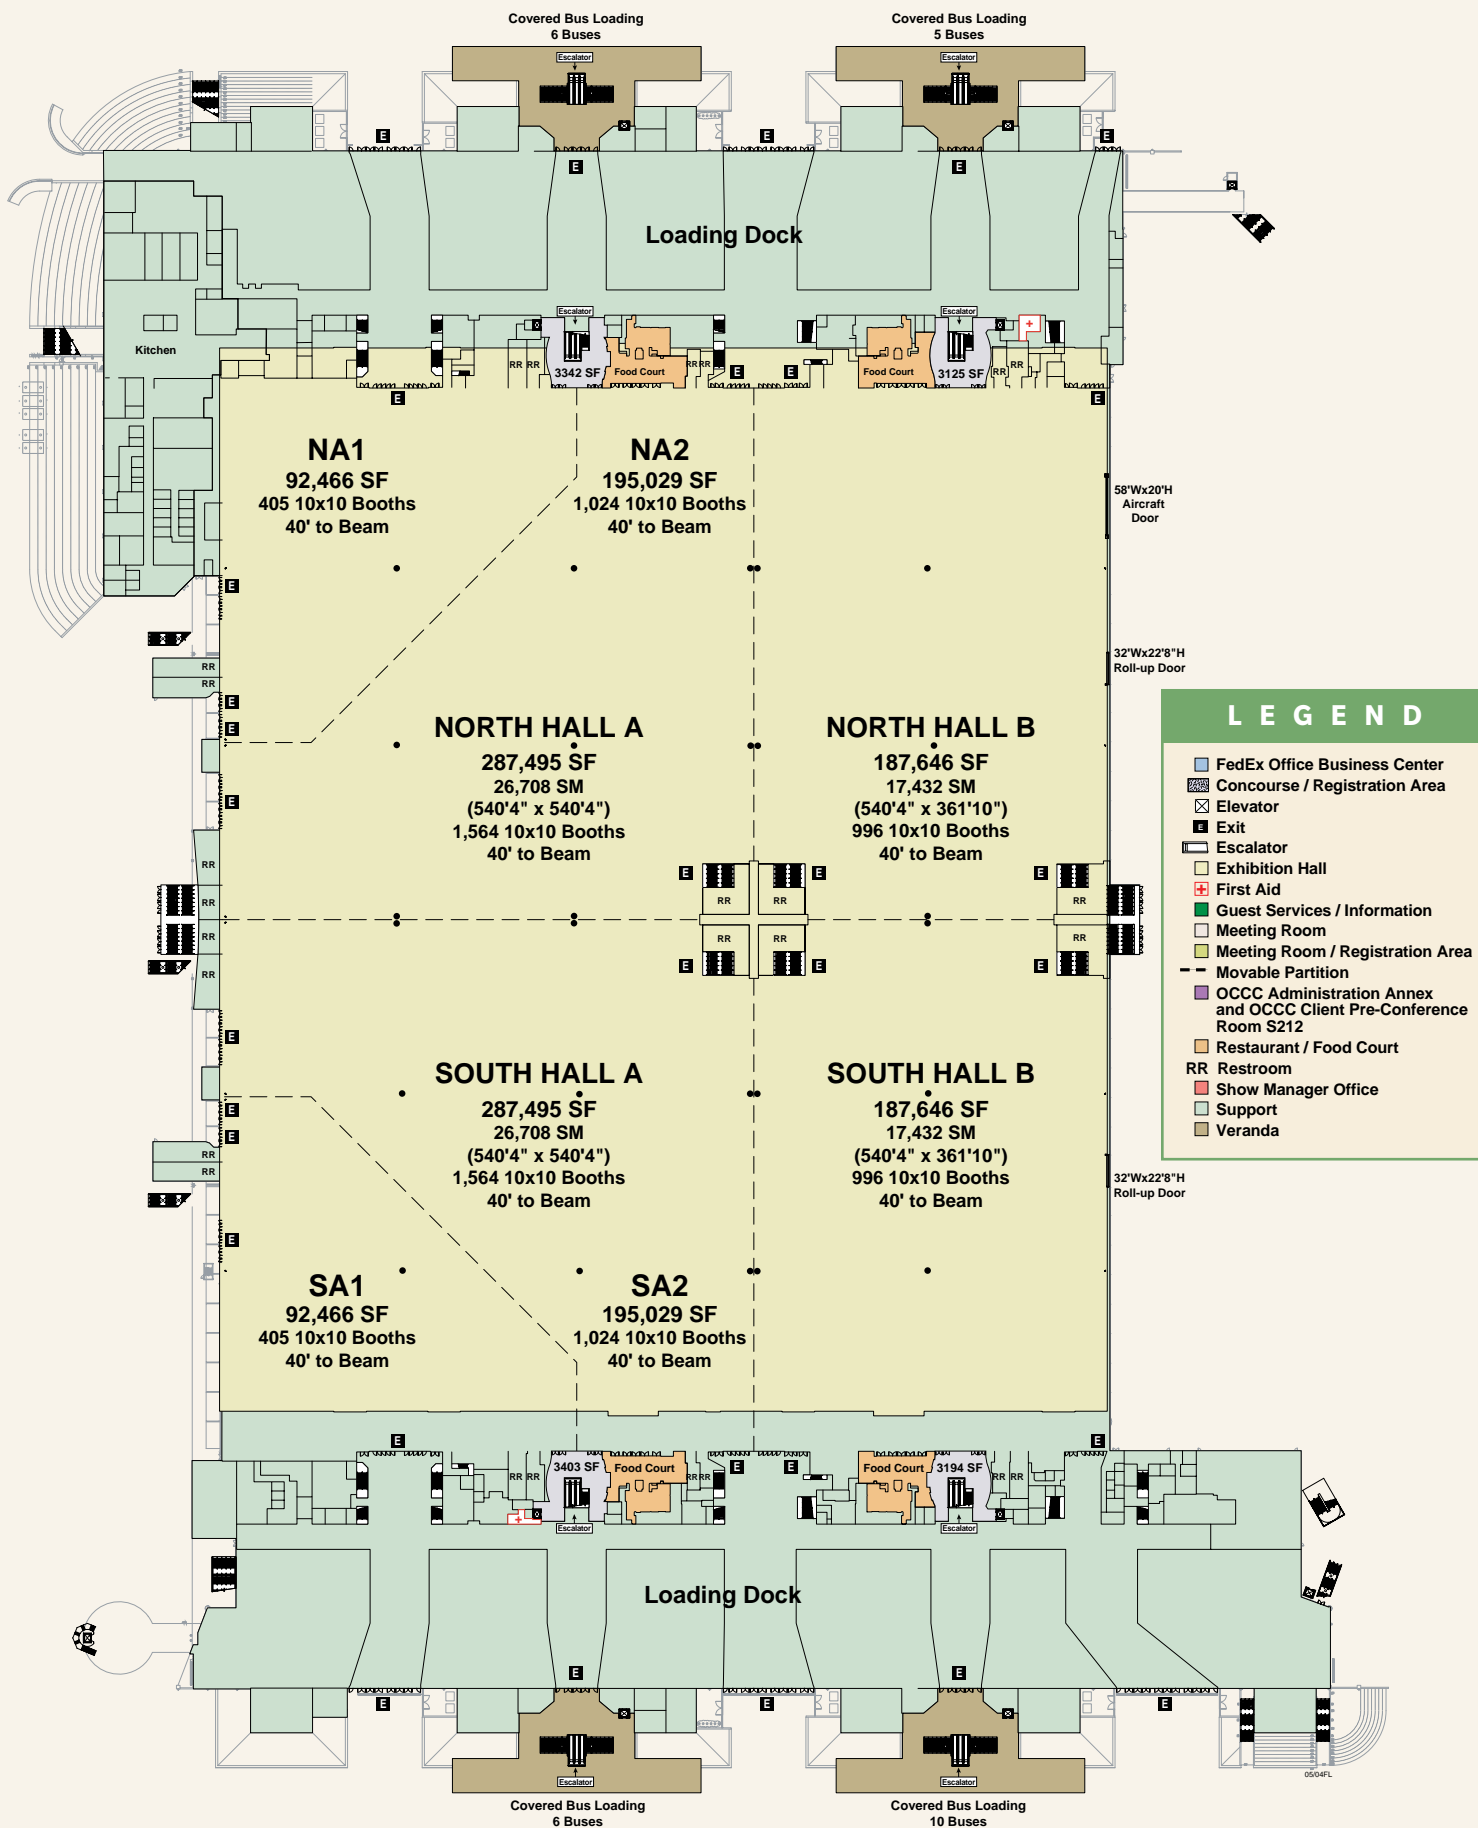 Covered Bus Loading
6 Buses
Covered Bus Loading
5 Buses
Escalator
Escalator
E
E
E
E
E
Loading Dock
Kitchen
Escalator
Escalator
RR
RR
3342 SF
Food Court
RR
RR
Food Court
3125 SF
RR
RR
E
E
E
E
NA1
92,466 SF
405 10x10 Booths
40' to Beam
NA2
195,029 SF
1,024 10x10 Booths
40' to Beam
58'Wx20'H
Aircraft
Door
E
RR
RR
32'Wx22'8"H
Roll-up Door
E
E
NORTH HALL A
287,495 SF
26,708 SM
(540'4" x 540'4")
1,564 10x10 Booths
40' to Beam
NORTH HALL B
187,646 SF
17,432 SM
(540'4" x 361'10")
996 10x10 Booths
40' to Beam
E
RR
E
E
E
RR
RR
RR
RR
RR
RR
RR
RR
E
E
E
LEGEND
FedEx Office Business Center
Concourse / Registration Area
Elevator
E Exit
Escalator
Exhibition Hall
First Aid
Guest Services / Information
Meeting Room
Meeting Room / Registration Area
Movable Partition
OCCC Administration Annex
and OCCC Client Pre-Conference
Room S212
Restaurant / Food Court
RR Restroom
Show Manager Office
Support
Veranda
E
SOUTH HALL A
287,495 SF
26,708 SM
(540'4" x 540'4")
1,564 10x10 Booths
40' to Beam
SOUTH HALL B
187,646 SF
17,432 SM
(540'4" x 361'10")
996 10x10 Booths
40' to Beam
E
E
RR
RR
32'Wx22'8"H
Roll-up Door
E
SA1
92,466 SF
405 10x10 Booths
40' to Beam
SA2
195,029 SF
1,024 10x10 Booths
40' to Beam
E
E
E
E
RR
RR
3403 SF
Food Court
RR
RR
Food Court
3194 SF
RR
RR
Escalator
Escalator
Loading Dock
E
E
E
E
E
Escalator
Escalator
05/04FL
Covered Bus Loading
6 Buses
Covered Bus Loading
10 Buses